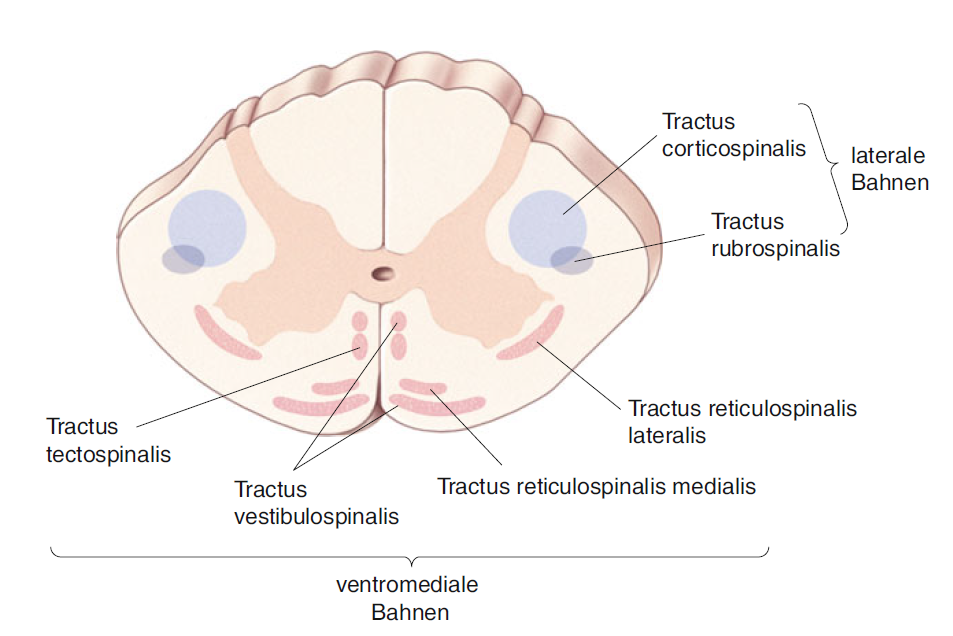 Tractus
corticospinalis
laterale
Bahnen
Tractus
rubrospinalis
Tractus reticulospinalis
lateralis
Tractus
tectospinalis
Tractus
vestibulospinalis
Tractus reticulospinalis medialis
ventromediale
Bahnen